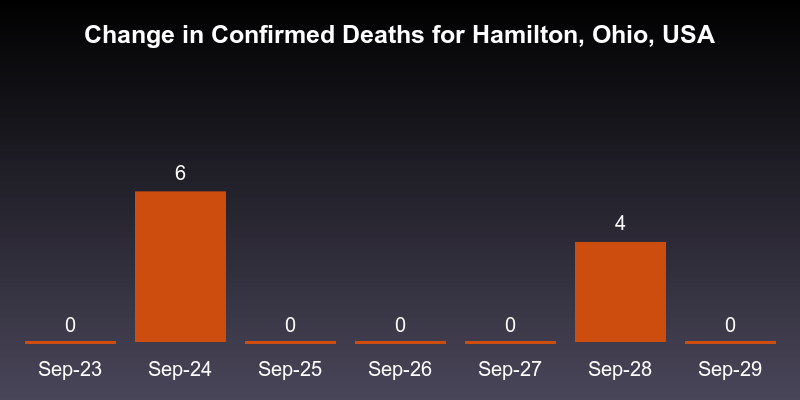 Change in Confirmed Deaths for Hamilton, Ohio, USA
6
4
0 0 0 0 0
Sep-23 Sep-24 Sep-25 Sep-26 Sep-27 Sep-28 Sep-29